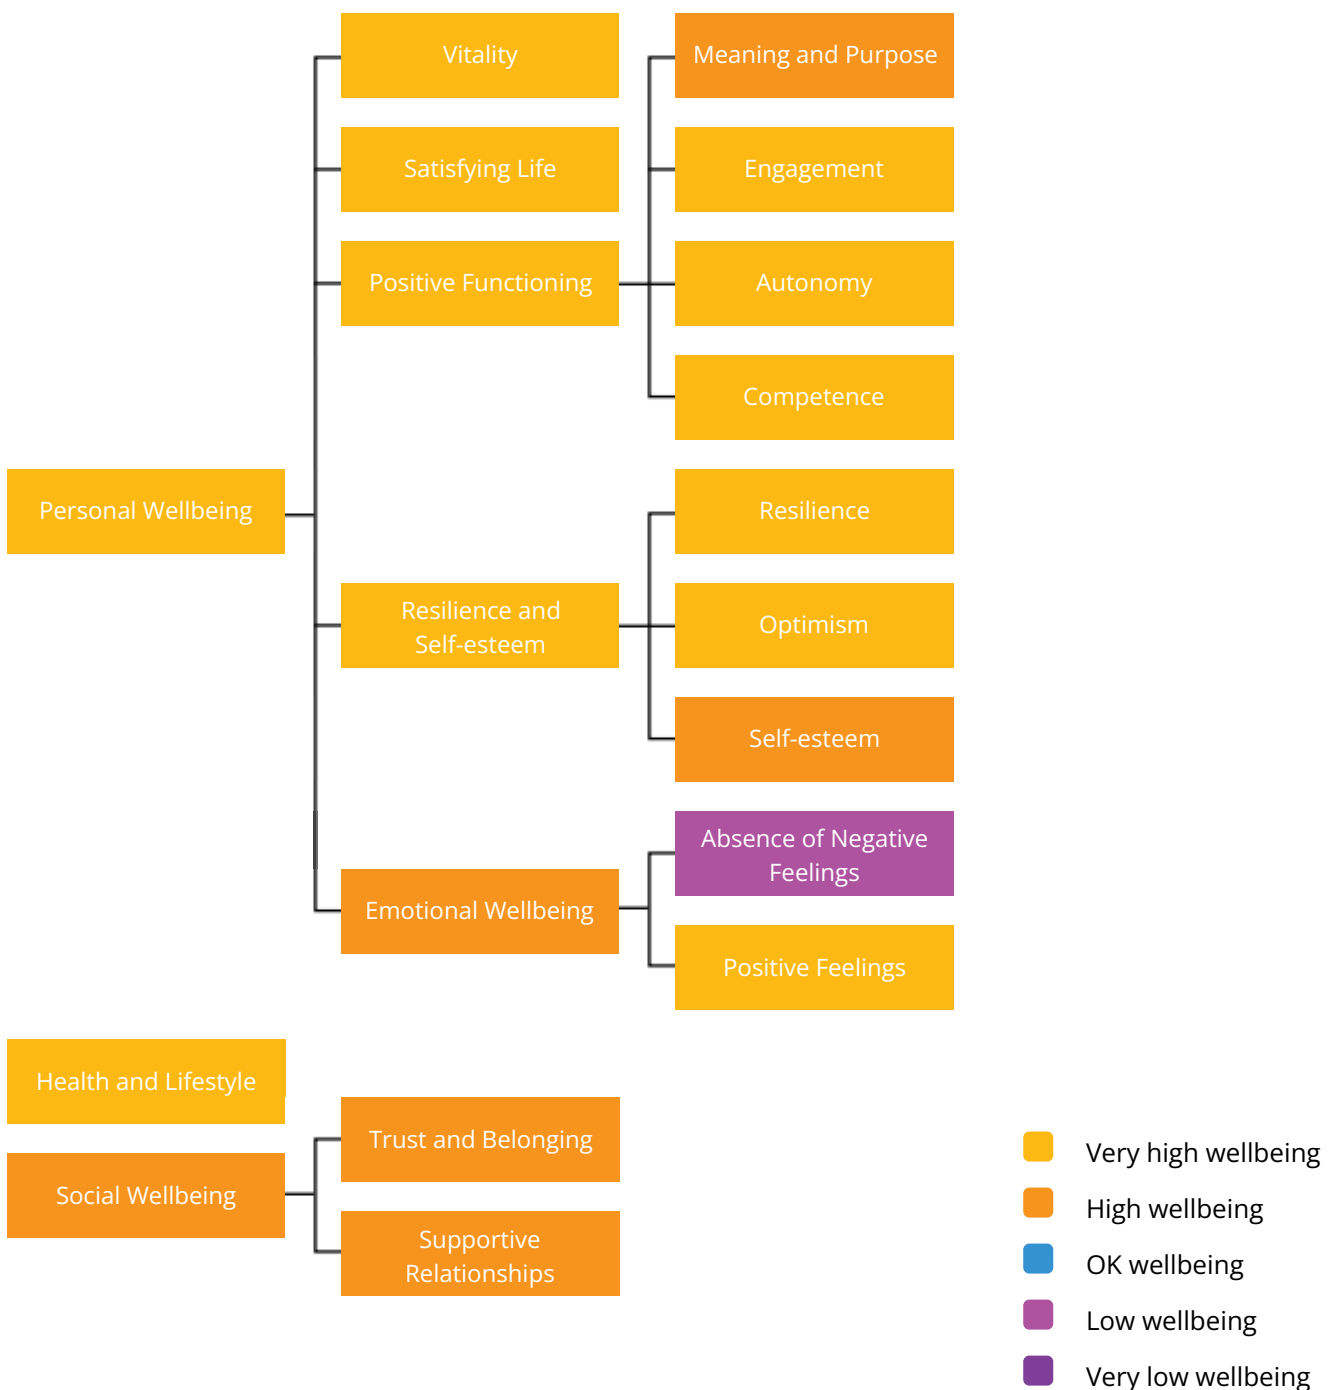 Vitality
Meaning and Purpose
Satisfying Life
Engagement
Positive Functioning
Autonomy
Competence
Personal Wellbeing
Resilience
Resilience and
Self-esteem
Optimism
Self-esteem
Absence of Negative
Feelings
Emotional Wellbeing
Positive Feelings
Health and Lifestyle
Trust and Belonging
Social Wellbeing
Supportive
Relationships
Very high wellbeing
High wellbeing
OK wellbeing
Low wellbeing
Very low wellbeing